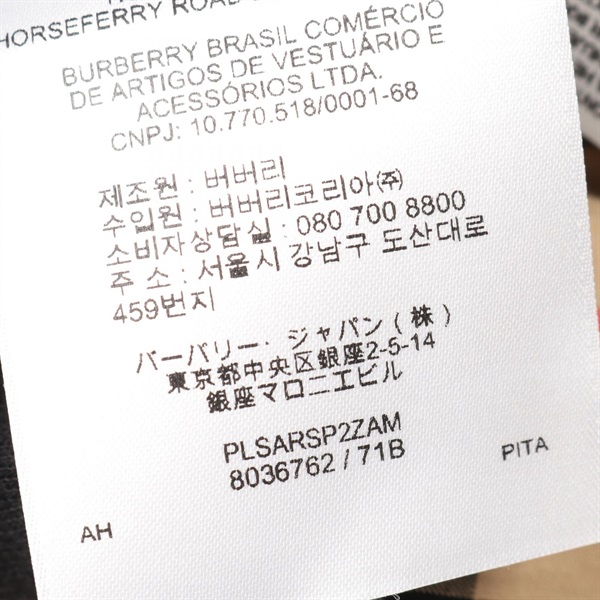 HORSEFERRY ROAD
BURBERRY BRASIL COMÉRCIO
DE ARTIGOS DE VESTUÁRIO E
ACESSÓRIOS LTDA.
CNPJ: 10.770.518/0001-68
제조원 : 버버리
수입원 : 버버리코리아(주)
소비자상담실 : 080 700 8800
주 소 : 서울시 강남구 도산대로
459번지
バーバリー・ジャパン(株)
東京都中央区銀座2-5-14
銀座マロニエビル
PLSARSP2ZAM
8036762 / 71B
PITA
AH